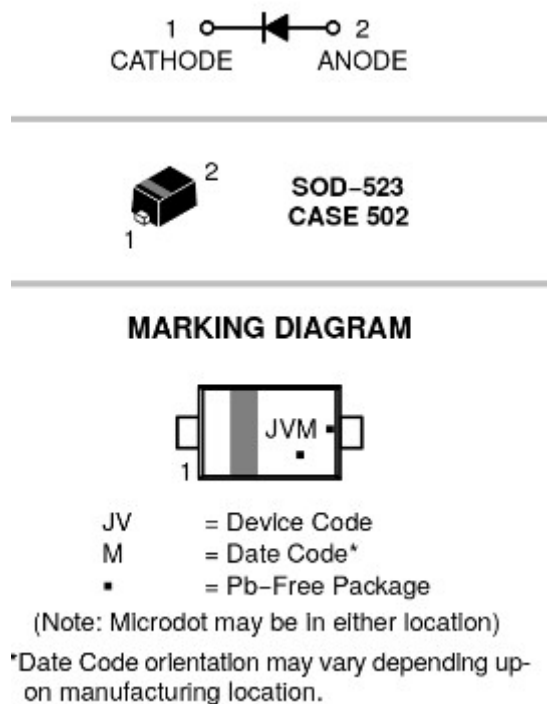 1 2
CATHODE ANODE
2
SOD−523
CASE 502
1
MARKING DIAGRAM
JVM
1
JV = Device Code
M = Date Code*
▪ = Pb−Free Package
(Note: Microdot may be in either location)
*Date Code orientation may vary depending up-
on manufacturing location.